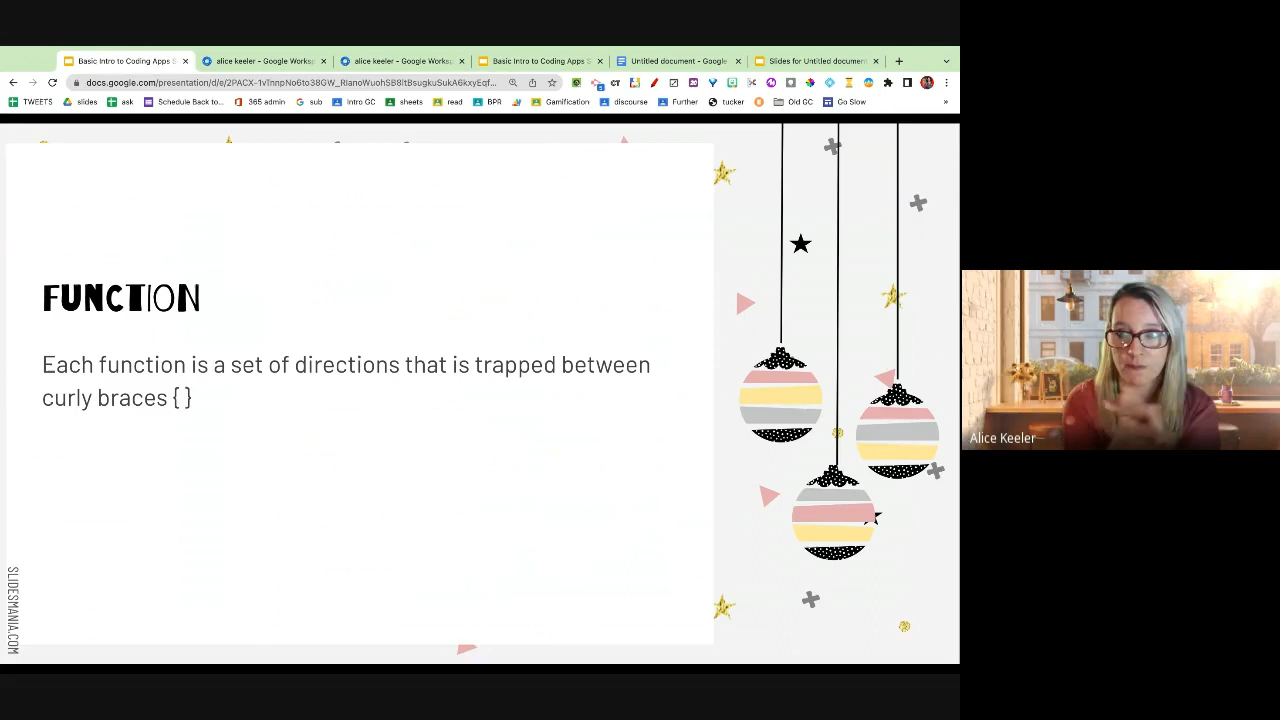 Basic Intro to Coding Apps S
alice keeler - Google Worksp
alice keeler - Google Worksp
Basic Intro to Coding Apps S
Untitled document - Google
Slides for Untitled document
TWEETS
slides
ask
Schedule Back to...
365 admin
sub
Intro GC
sheets
read
BPR
Gamification
discourse
Further
tucker
Old GC
Go Slow
»
FUNCTION
Each function is a set of directions that is trapped between
curly braces { }
SLIDESMANIA.COM
Alice Keeler